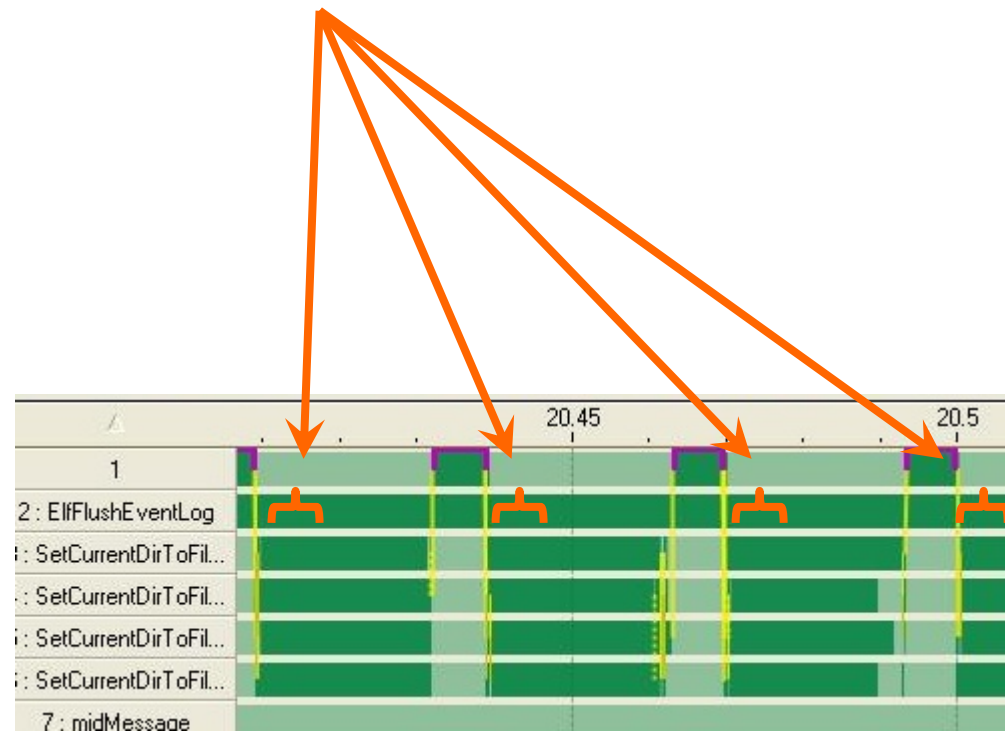 20.45 20.5
1
2 : ElfFlushEventLog
: SetCurrentDirToFil...
: SetCurrentDirToFil...
: SetCurrentDirToFil...
: SetCurrentDirToFil...
7 : midMessage